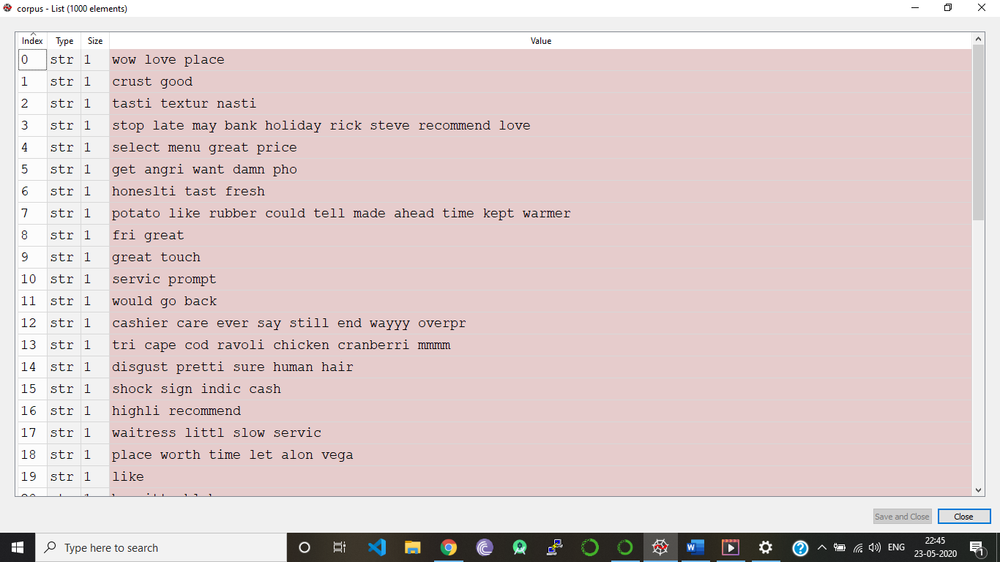 corpus - List (1000 elements)
Index Type Size Value
0 str 1 wow love place
1 str 1 crust good
2 str 1 tasti textur nasti
3 str 1 stop late may bank holiday rick steve recommend love
4 str 1 select menu great price
5 str 1 get angri want damn pho
6 str 1 honeslti tast fresh
7 str 1 potato like rubber could tell made ahead time kept warmer
8 str 1 fri great
9 str 1 great touch
10 str 1 servic prompt
11 str 1 would go back
12 str 1 cashier care ever say still end wayyy overpr
13 str 1 tri cape cod ravoli chicken cranberri mmmm
14 str 1 disgust pretti sure human hair
15 str 1 shock sign indic cash
16 str 1 highli recommend
17 str 1 waitress littl slow servic
18 str 1 place worth time let alon vega
19 str 1 like
Save and Close Close
Type here to search
ENG
22:45
23-05-2020
1